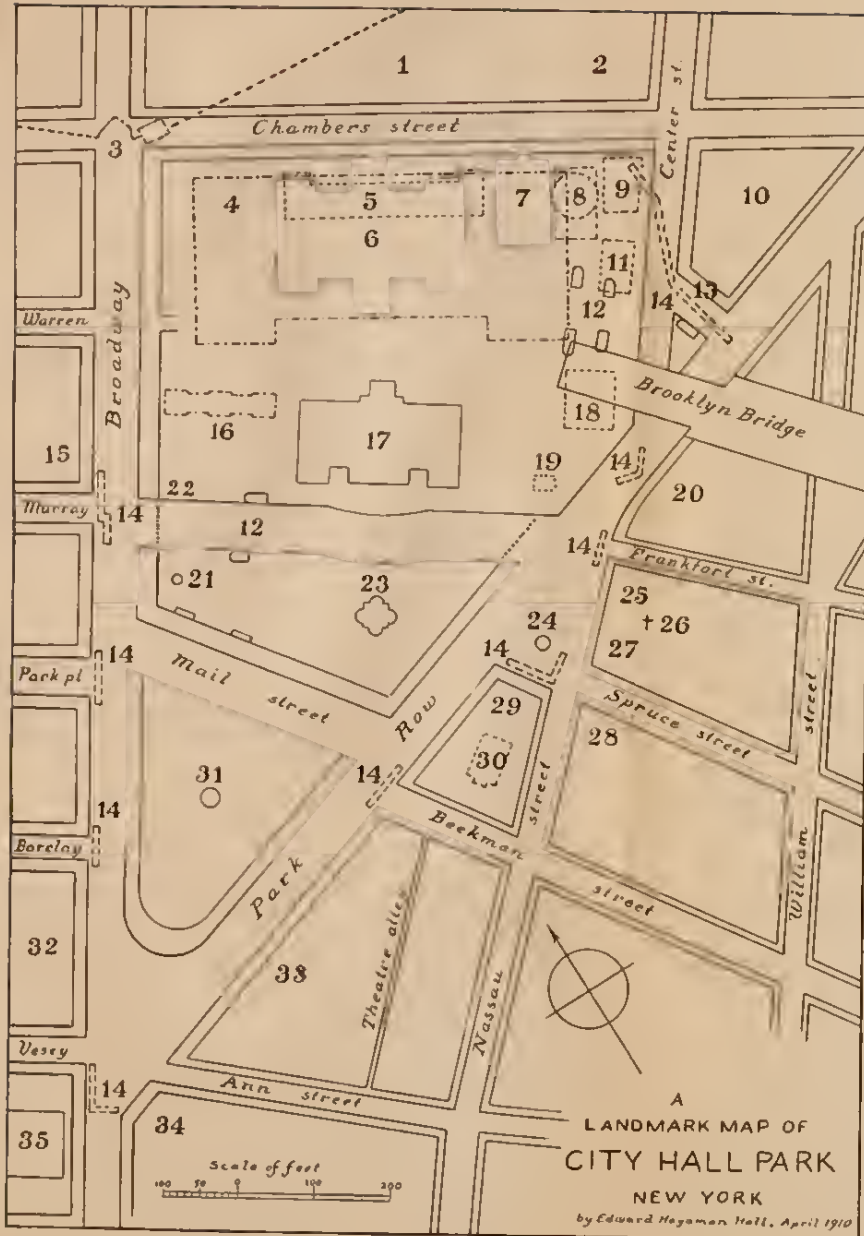 1
2
Center st.
Chambers street
3
4
5
6
7
8
9
10
11
12
13
14
Warren
Broadway
Brooklyn Bridge
15
16
17
18
19
14
20
22
Murray
14
12
14
Frankfort st.
21
23
24
25
26
27
14
Park pl
14
Mail street
Row
Spruce street
street
29
28
30
31
14
14
Barclay
Beekman street
street
William
Park
32
33
Theatre alley
Nassau
Vesey
14
Ann street
34
35
Scale of feet
100 50 0 100 200
A
LANDMARK MAP OF
CITY HALL PARK
NEW YORK
by Edward Hagaman Hall, April 1910